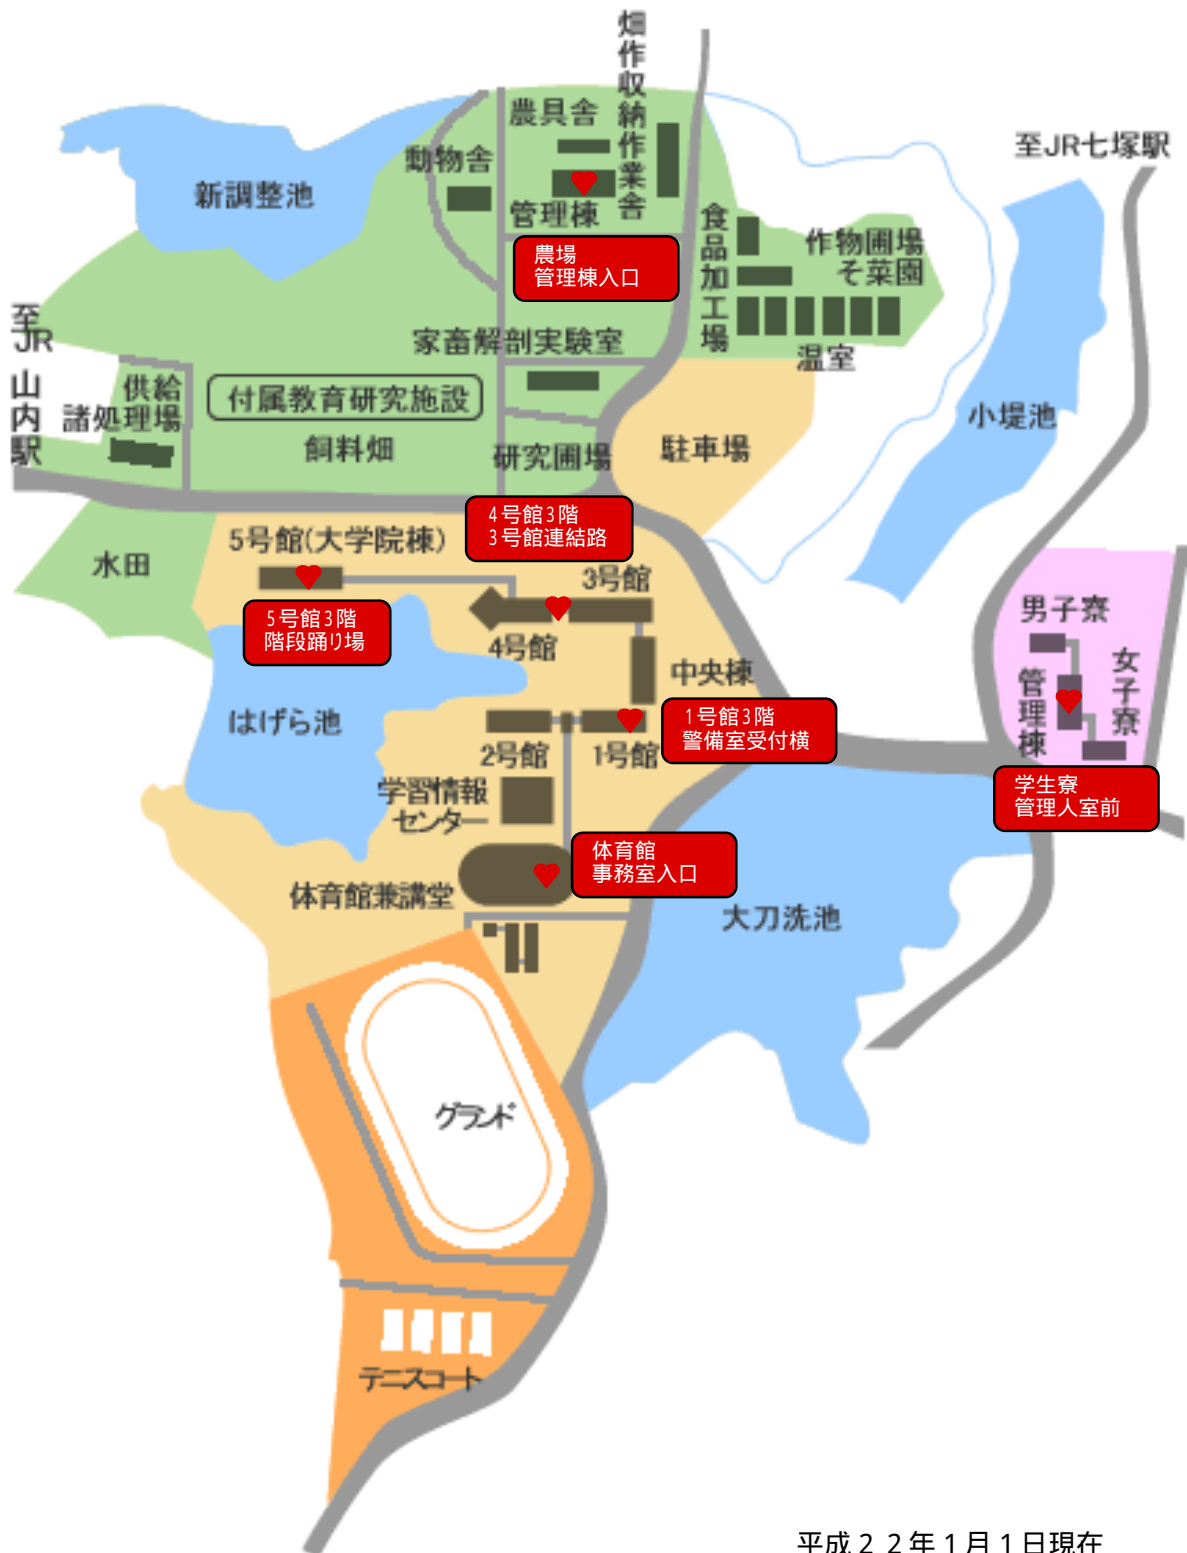 畑作収納作業舎
農具舎
至JR七塚駅
動物舎
新調整池
管理棟
食品加工場
作物圃場
そ菜園
農場
管理棟入口
至JR山内駅
家畜解剖実験室
温室
供給
諸処理場
付属教育研究施設
小堤池
飼料畑
研究圃場
駐車場
4号館3階
3号館連結路
5号館(大学院棟)
水田
3号館
5号館3階
階段踊り場
男子寮
4号館
女子寮
中央棟
管理棟
はげら池
1号館3階
警備室受付横
2号館
1号館
学習情報
センター
学生寮
管理人室前
体育館
事務室入口
体育館兼講堂
大刀洗池
グランド
テニスコート
平成22年1月1日現在